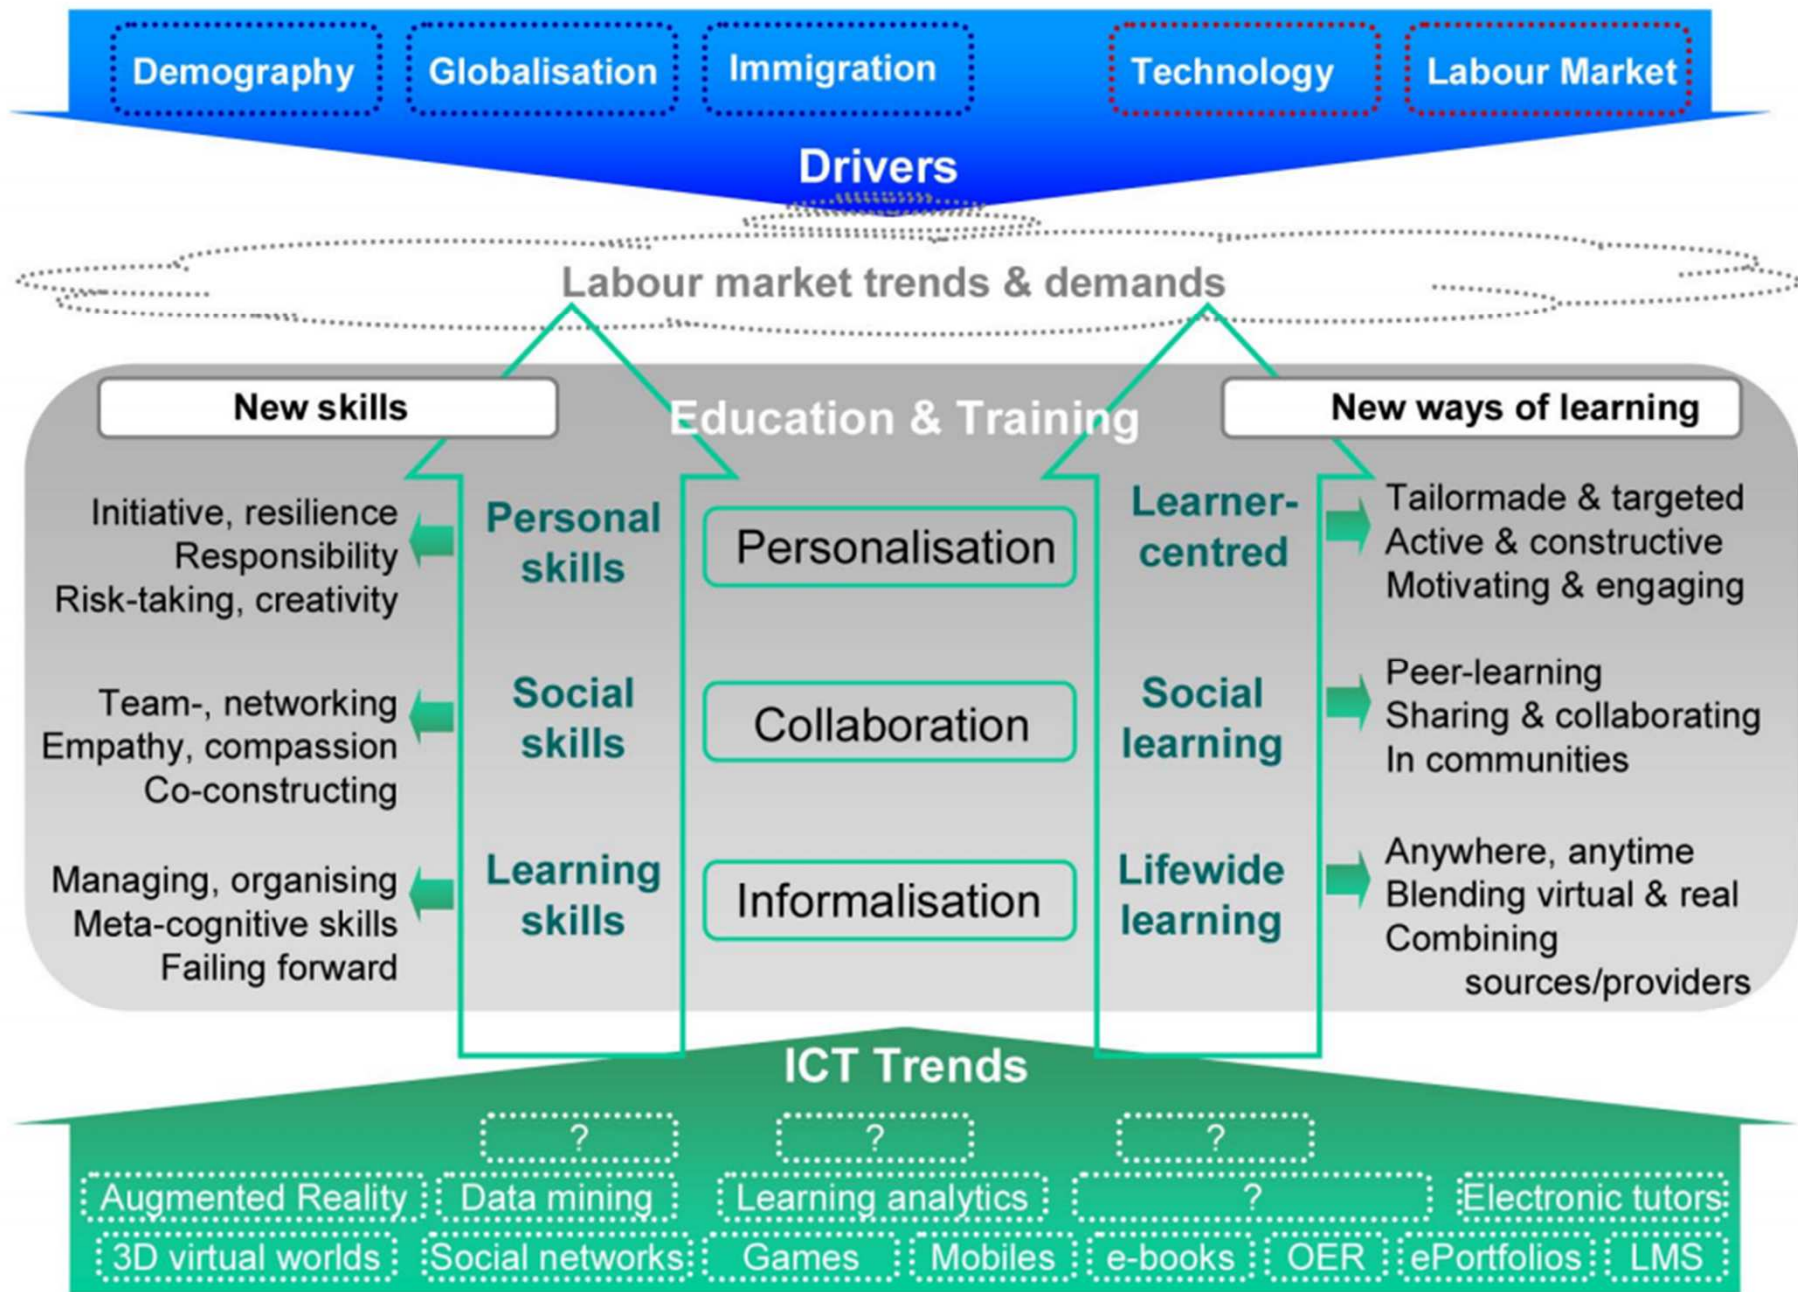 Demography Globalisation Immigration Technology Labour Market
Drivers
Labour market trends & demands
New skills
Education & Training
New ways of learning
Initiative, resilience
Responsibility
Risk-taking, creativity
Personal
skills
Personalisation
Learner-
centred
Tailormade & targeted
Active & constructive
Motivating & engaging
Team-, networking
Empathy, compassion
Co-constructing
Social
skills
Collaboration
Social
learning
Peer-learning
Sharing & collaborating
In communities
Managing, organising
Meta-cognitive skills
Failing forward
Learning
skills
Informalisation
Lifewide
learning
Anywhere, anytime
Blending virtual & real
Combining
sources/providers
ICT Trends
? ? ?
Augmented Reality Data mining Learning analytics ? Electronic tutors
3D virtual worlds Social networks Games Mobiles e-books OER ePortfolios LMS